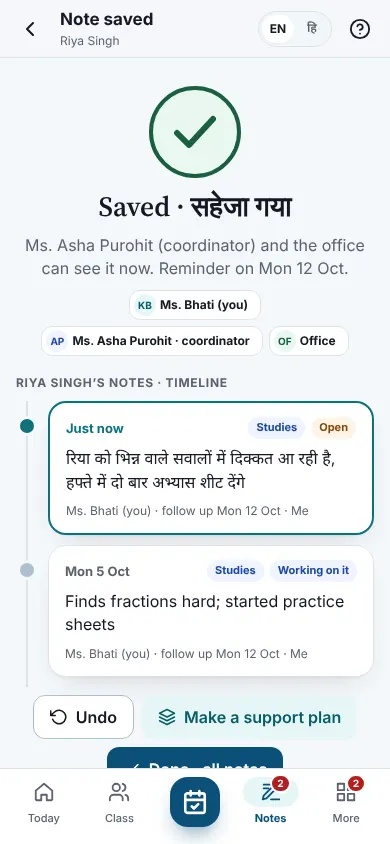 Note saved
Riya Singh
EN हि
Saved · सहेजा गया
Ms. Asha Purohit (coordinator) and the office
can see it now. Reminder on Mon 12 Oct.
KB Ms. Bhati (you)
AP Ms. Asha Purohit · coordinator OF Office
RIYA SINGH'S NOTES · TIMELINE
Just now Studies Open
रिया को भिन्न वाले सवालों में दिक्कत आ रही है,
हफ्ते में दो बार अभ्यास शीट देंगे
Ms. Bhati (you) · follow up Mon 12 Oct · Me
Mon 5 Oct Studies Working on it
Finds fractions hard; started practice
sheets
Ms. Bhati (you) · follow up Mon 12 Oct · Me
Undo Make a support plan
Done all notes
2 2
Today Class Notes More